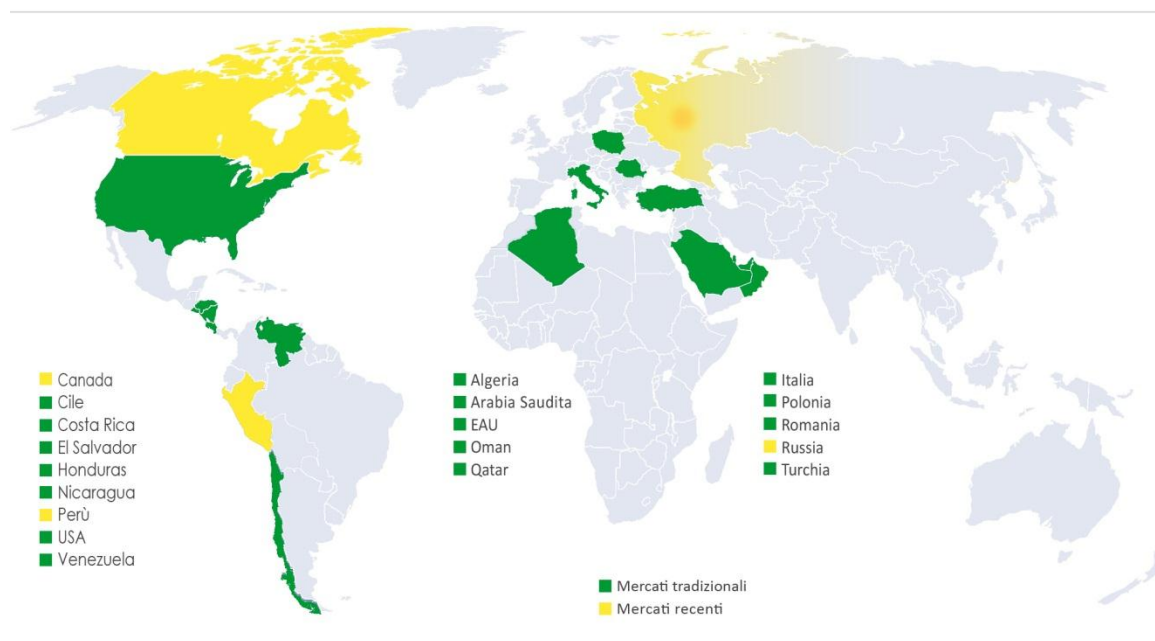 Canada
Cile
Costa Rica
El Salvador
Honduras
Nicaragua
Perù
USA
Venezuela
Algeria
Arabia Saudita
EAU
Oman
Qatar
Italia
Polonia
Romania
Russia
Turchia
Mercati tradizionali
Mercati recenti